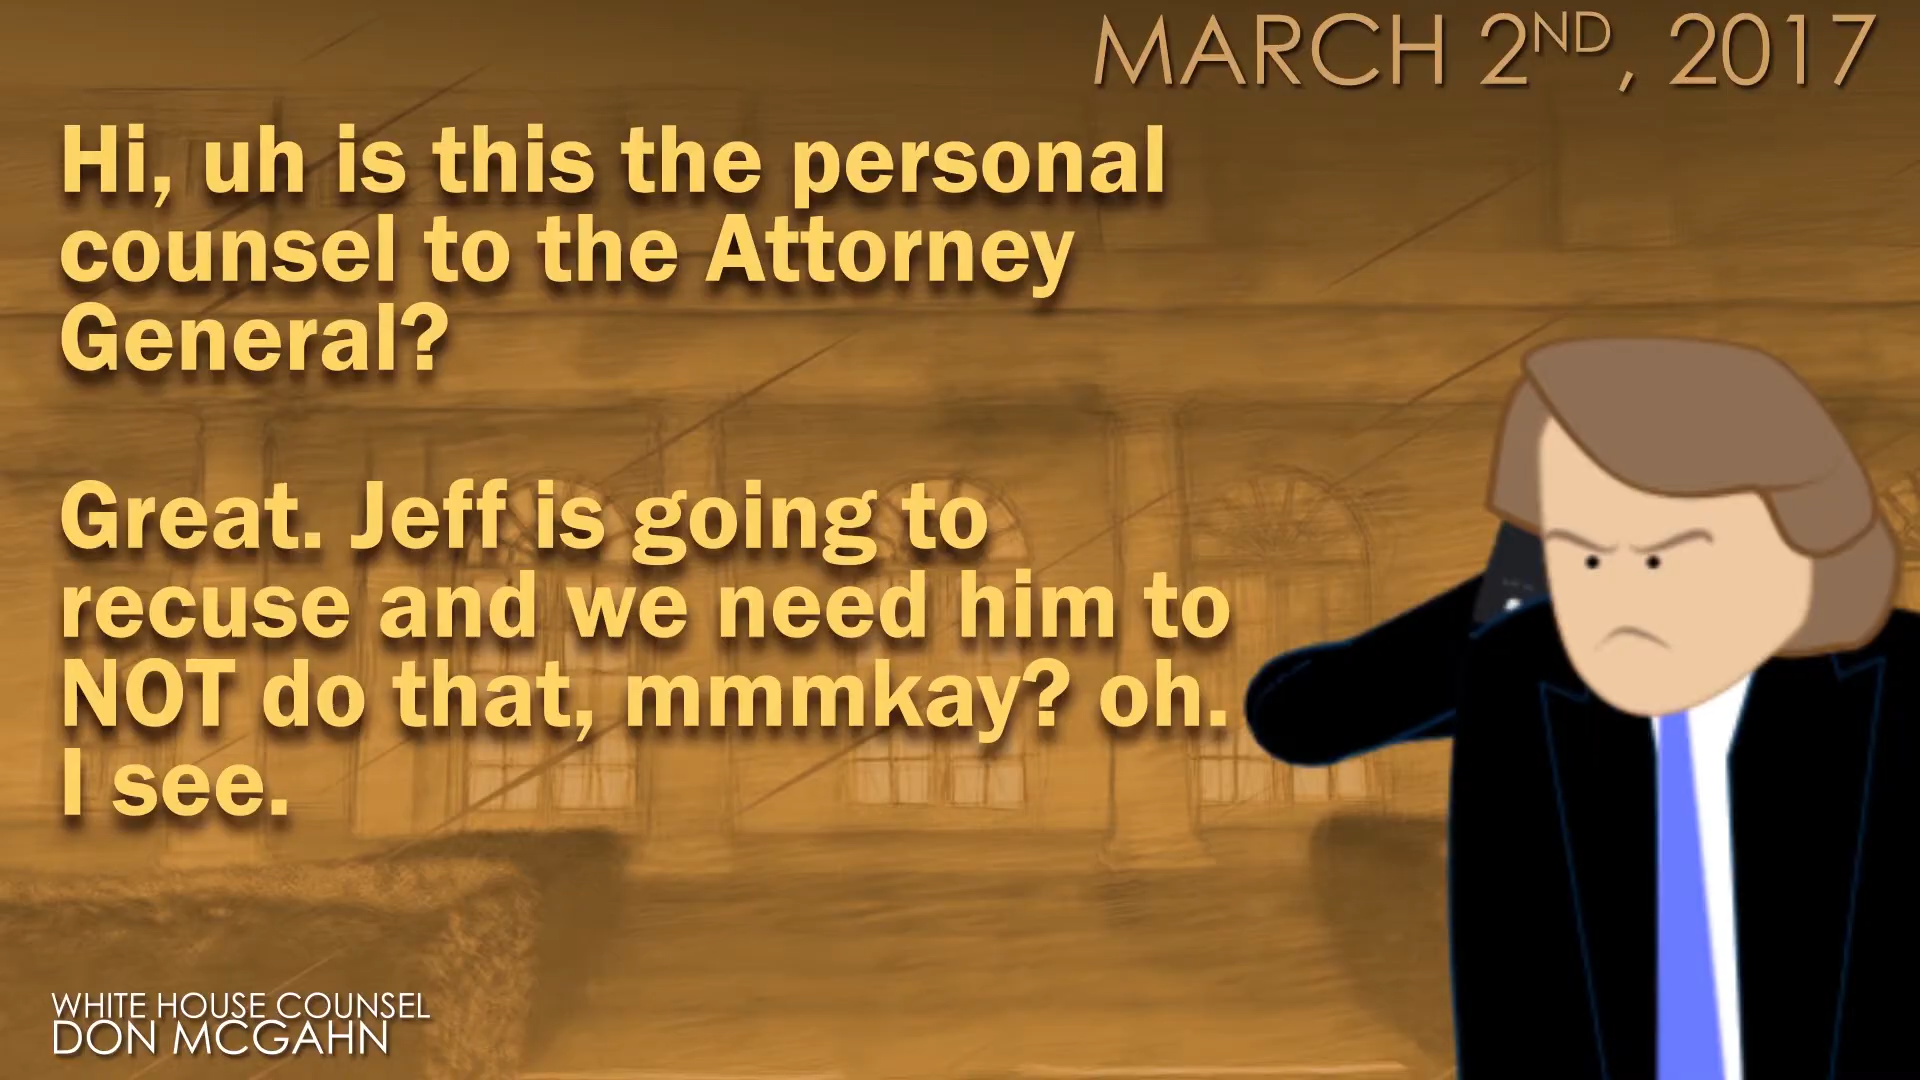 MARCH 2ND, 2017
Hi, uh is this the personal
counsel to the Attorney
General?
Great. Jeff is going to
recuse and we need him to
NOT do that, mmmkay? oh.
I see.
WHITE HOUSE COUNSEL
DON MCGAHN